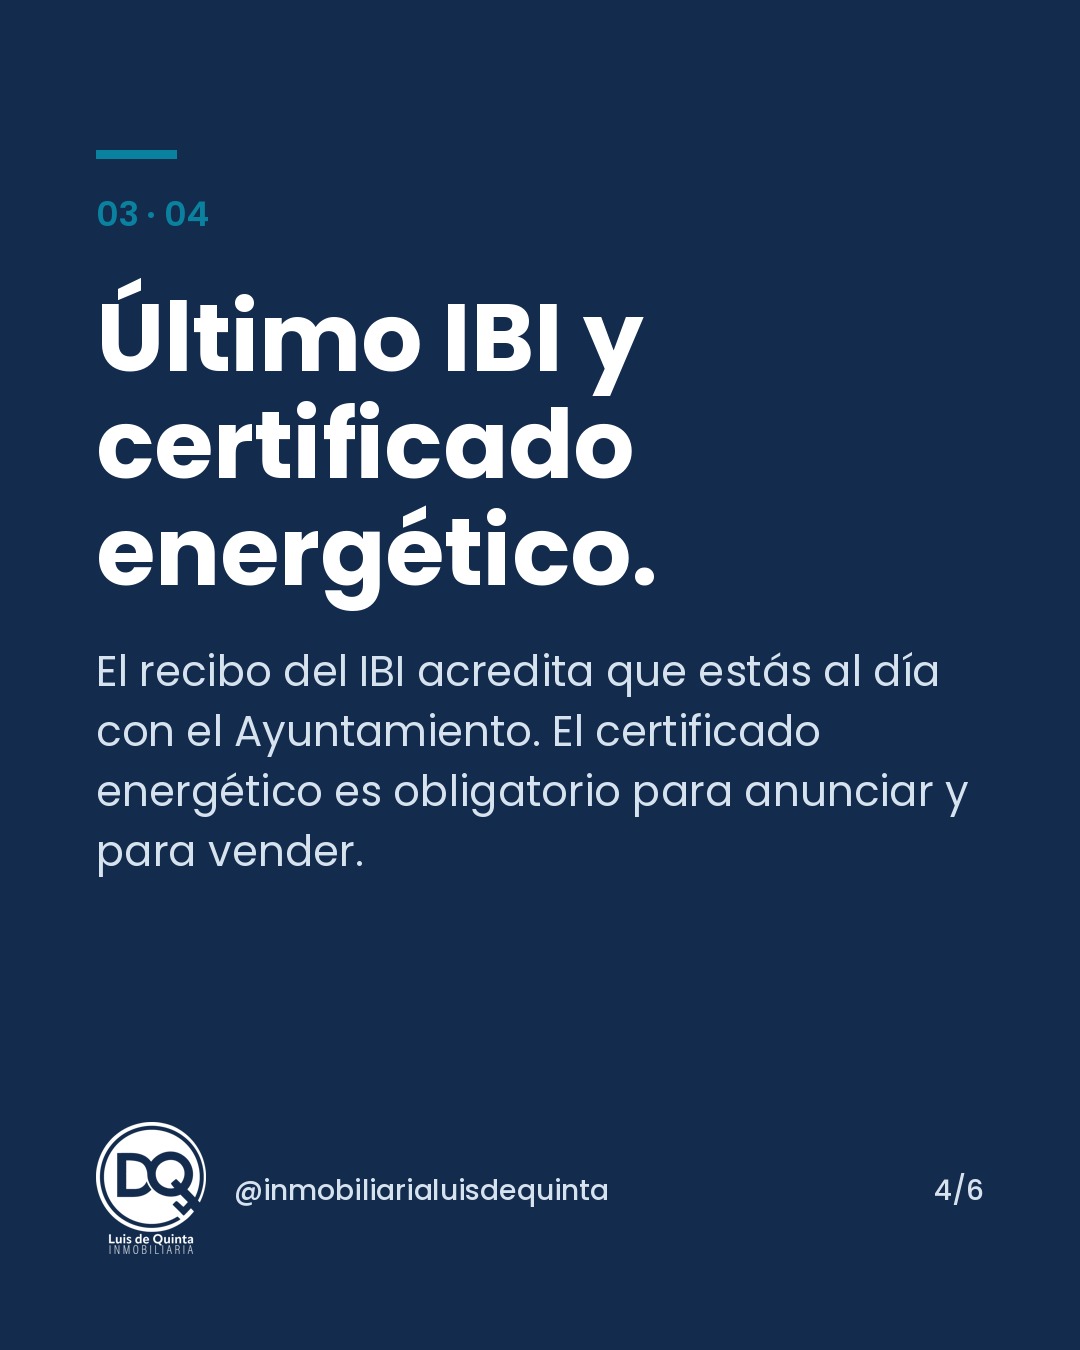 03 · 04
Último IBI y
certificado
energético.
El recibo del IBI acredita que estás al día
con el Ayuntamiento. El certificado
energético es obligatorio para anunciar y
para vender.
DQ
Luis de Quinta
INMOBILIARIA
@inmobiliarialuisdequinta
4/6